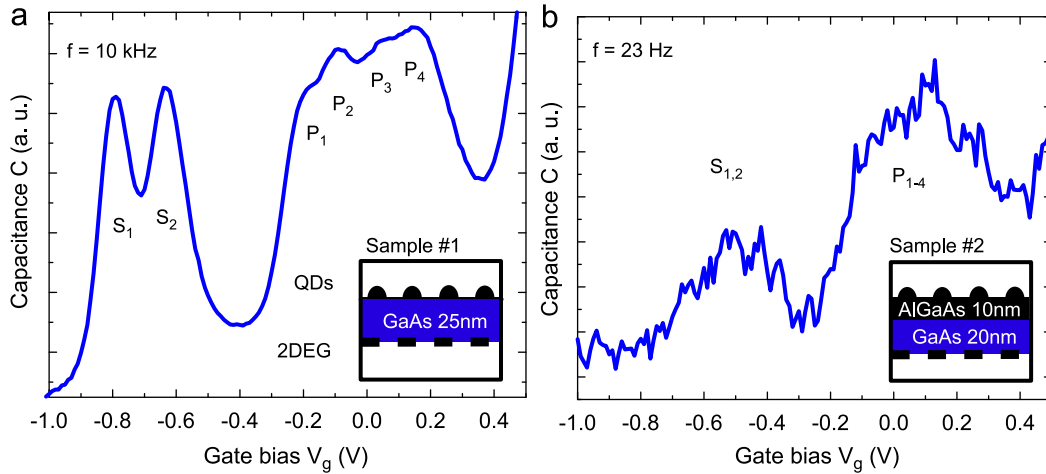 a
f = 10 kHz
Capacitance C (a. u.)
S1
S2
P1
P2
P3
P4
Sample #1
QDs
GaAs 25nm
2DEG
-1.0 -0.8 -0.6 -0.4 -0.2 0.0 0.2 0.4
Gate bias Vg (V)
b
f = 23 Hz
Capacitance C (a. u.)
S1,2
P1-4
Sample #2
AlGaAs 10nm
GaAs 20nm
-1.0 -0.8 -0.6 -0.4 -0.2 0.0 0.2 0.4
Gate bias Vg (V)